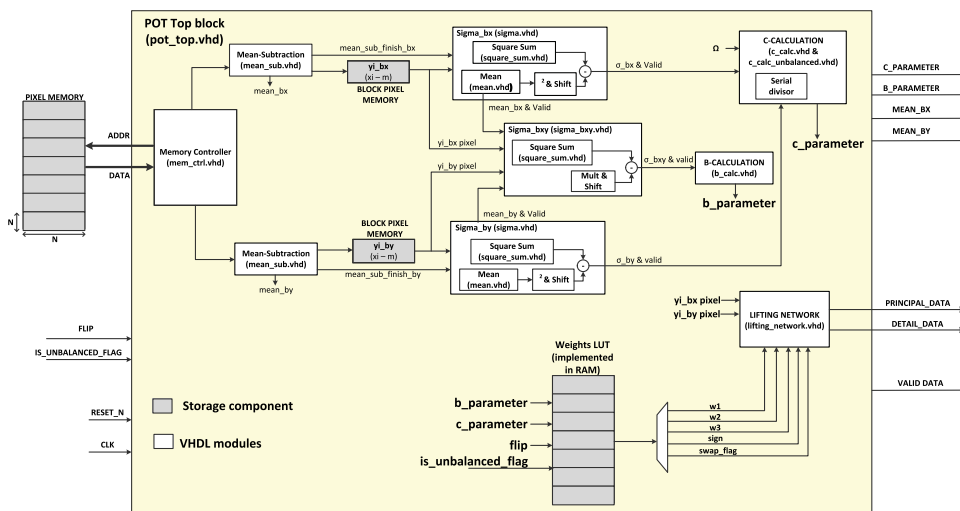 POT Top block
(pot_top.vhd)
PIXEL MEMORY
N
N
ADDR
DATA
Memory Controller
(mem_ctrl.vhd)
Mean-Subtraction
(mean_sub.vhd)
mean_bx
mean_sub_finish_bx
yi_bx
(xi – m)
BLOCK PIXEL
MEMORY
Sigma_bx (sigma.vhd)
Square Sum
(square_sum.vhd)
Mean
(mean.vhd)
² & Shift
-
mean_bx & Valid
σ_bx & Valid
Ω
C-CALCULATION
(c_calc.vhd &
c_calc_unbalanced.vhd)
Serial
divisor
c_parameter
C_PARAMETER
B_PARAMETER
MEAN_BX
MEAN_BY
Sigma_bxy (sigma_bxy.vhd)
Square Sum
(square_sum.vhd)
Mult &
Shift
-
yi_bx pixel
yi_by pixel
σ_bxy & valid
B-CALCULATION
(b_calc.vhd)
b_parameter
mean_by & Valid
BLOCK PIXEL
MEMORY
yi_by
(xi – m)
Mean-Subtraction
(mean_sub.vhd)
mean_sub_finish_by
mean_by
Sigma_by (sigma.vhd)
Square Sum
(square_sum.vhd)
Mean
(mean.vhd)
² & Shift
-
σ_by & valid
yi_bx pixel
yi_by pixel
LIFTING NETWORK
(lifting_network.vhd)
PRINCIPAL_DATA
DETAIL_DATA
VALID DATA
FLIP
IS_UNBALANCED_FLAG
RESET_N
CLK
Storage component
VHDL modules
Weights LUT
(implemented
in RAM)
b_parameter
c_parameter
flip
is_unbalanced_flag
w1
w2
w3
sign
swap_flag